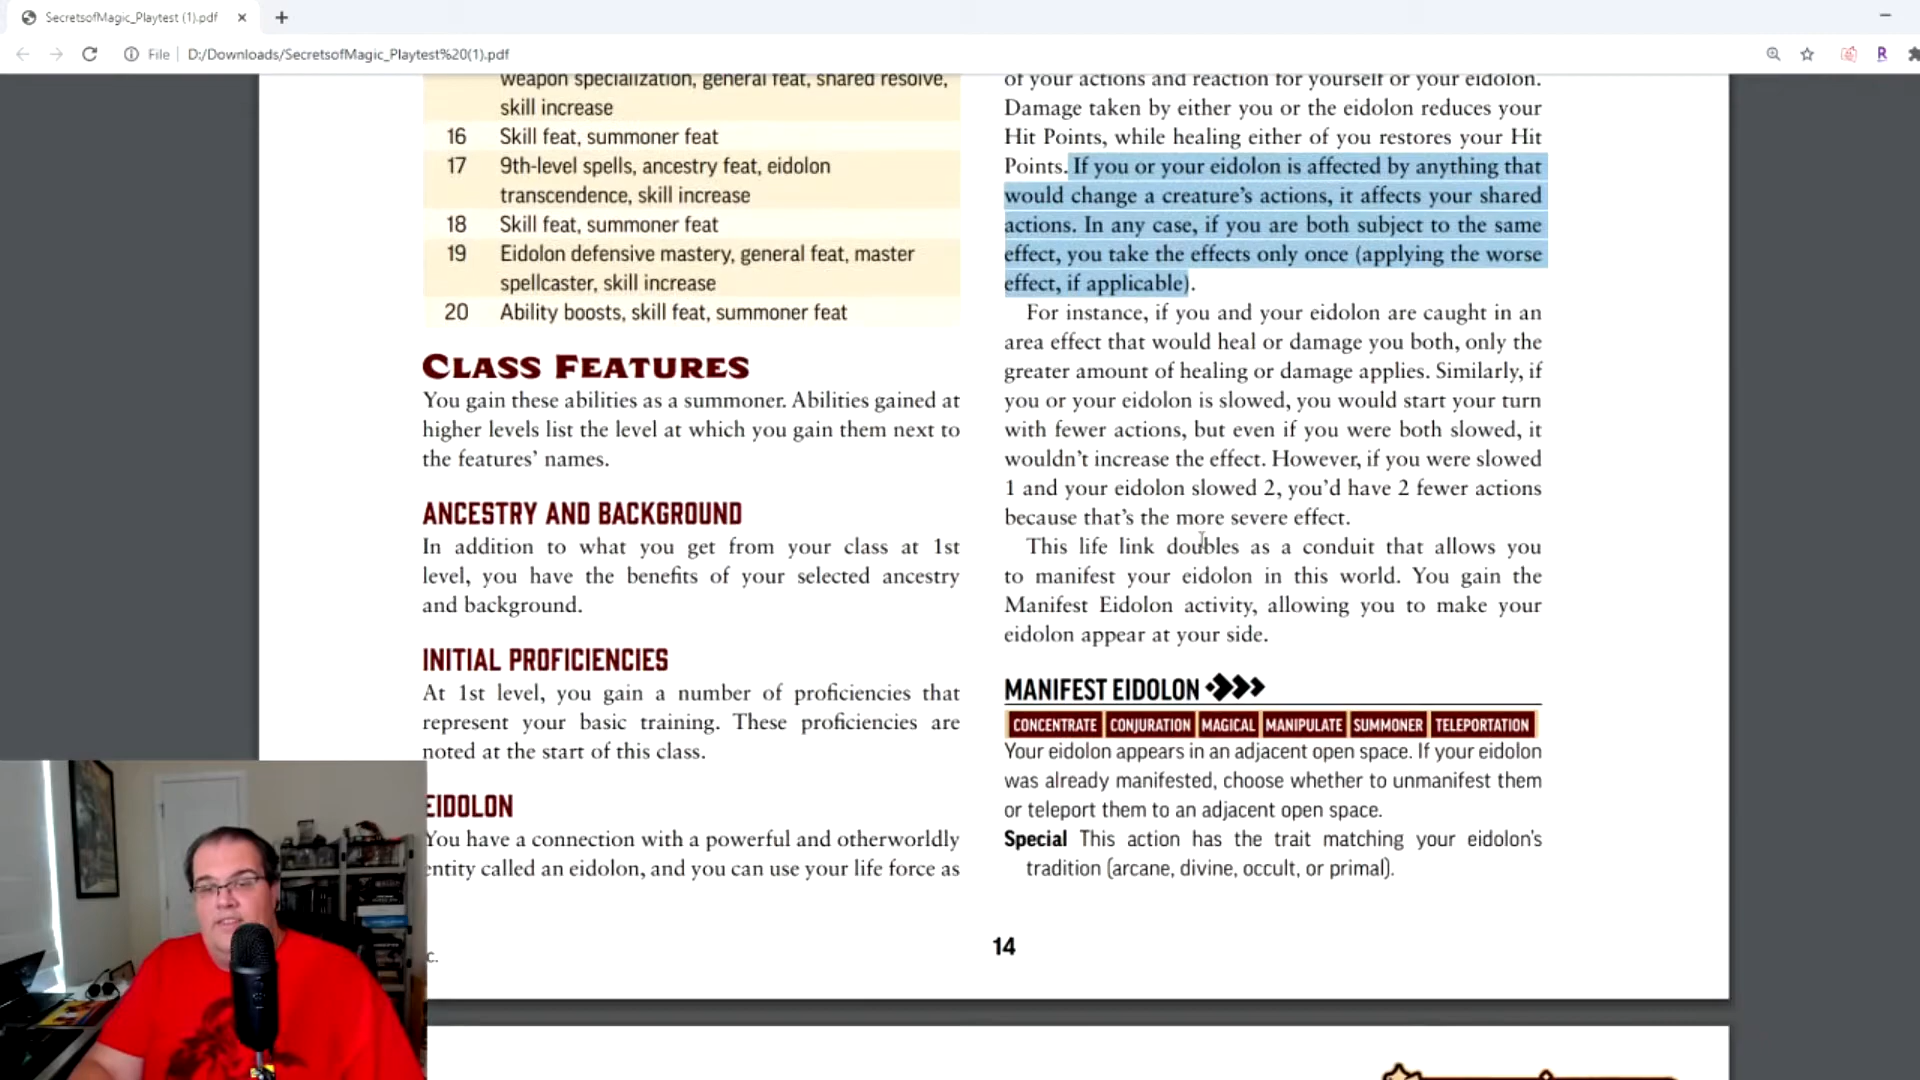 SecretsofMagic_Playtest (1).pdf
File
D:/Downloads/SecretsofMagic_Playtest%20(1).pdf
R
weapon specialization, general feat, shared resolve,
skill increase
16 Skill feat, summoner feat
17 9th-level spells, ancestry feat, eidolon
transcendence, skill increase
18 Skill feat, summoner feat
19 Eidolon defensive mastery, general feat, master
spellcaster, skill increase
20 Ability boosts, skill feat, summoner feat
CLASS FEATURES
You gain these abilities as a summoner. Abilities gained at
higher levels list the level at which you gain them next to
the features' names.
ANCESTRY AND BACKGROUND
In addition to what you get from your class at 1st
level, you have the benefits of your selected ancestry
and background.
INITIAL PROFICIENCIES
At 1st level, you gain a number of proficiencies that
represent your basic training. These proficiencies are
noted at the start of this class.
EIDOLON
You have a connection with a powerful and otherworldly
entity called an eidolon, and you can use your life force as
c.
of your actions and reaction for yourself or your eidolon.
Damage taken by either you or the eidolon reduces your
Hit Points, while healing either of you restores your Hit
Points. If you or your eidolon is affected by anything that
would change a creature's actions, it affects your shared
actions. In any case, if you are both subject to the same
effect, you take the effects only once (applying the worse
effect, if applicable).
For instance, if you and your eidolon are caught in an
area effect that would heal or damage you both, only the
greater amount of healing or damage applies. Similarly, if
you or your eidolon is slowed, you would start your turn
with fewer actions, but even if you were both slowed, it
wouldn't increase the effect. However, if you were slowed
1 and your eidolon slowed 2, you'd have 2 fewer actions
because that's the more severe effect.
This life link doubles as a conduit that allows you
to manifest your eidolon in this world. You gain the
Manifest Eidolon activity, allowing you to make your
eidolon appear at your side.
MANIFEST EIDOLON
CONCENTRATE CONJURATION MAGICAL MANIPULATE SUMMONER TELEPORTATION
Your eidolon appears in an adjacent open space. If your eidolon
was already manifested, choose whether to unmanifest them
or teleport them to an adjacent open space.
Special This action has the trait matching your eidolon's
tradition (arcane, divine, occult, or primal).
14